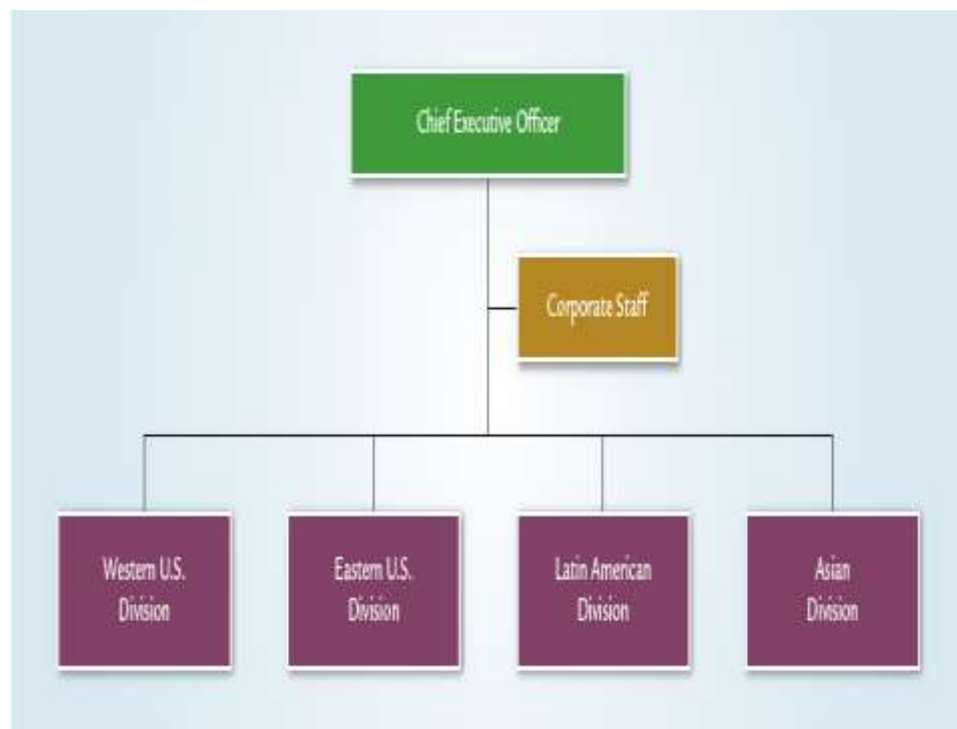 Chief Executive Officer
Corporate Staff
Western U.S.
Division
Eastern U.S.
Division
Latin American
Division
Asian
Division